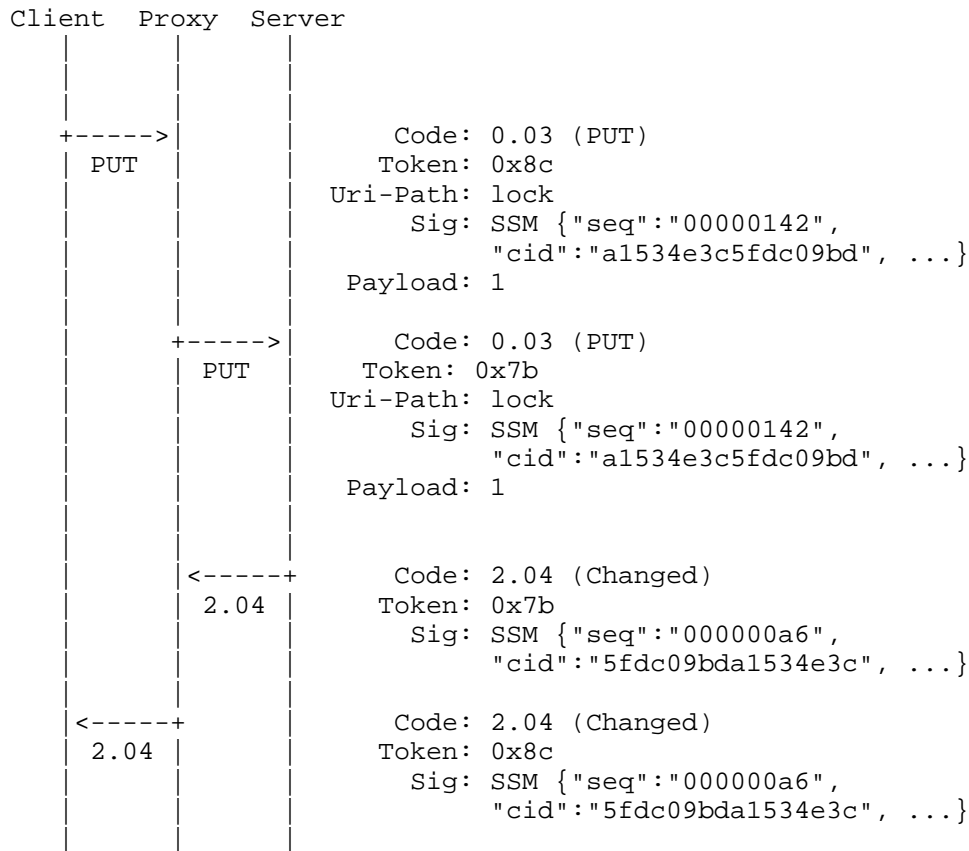 Client  Proxy  Server
+----->|  Code: 0.03 (PUT)
PUT  Token: 0x8c
Uri-Path: lock
Sig: SSM {"seq":"00000142",
"cid":"a1534e3c5fdc09bd", ...}
Payload: 1
+----->|  Code: 0.03 (PUT)
PUT  Token: 0x7b
Uri-Path: lock
Sig: SSM {"seq":"00000142",
"cid":"a1534e3c5fdc09bd", ...}
Payload: 1
|<-----+  Code: 2.04 (Changed)
2.04  Token: 0x7b
Sig: SSM {"seq":"000000a6",
"cid":"5fdc09bda1534e3c", ...}
|<-----+  Code: 2.04 (Changed)
2.04  Token: 0x8c
Sig: SSM {"seq":"000000a6",
"cid":"5fdc09bda1534e3c", ...}